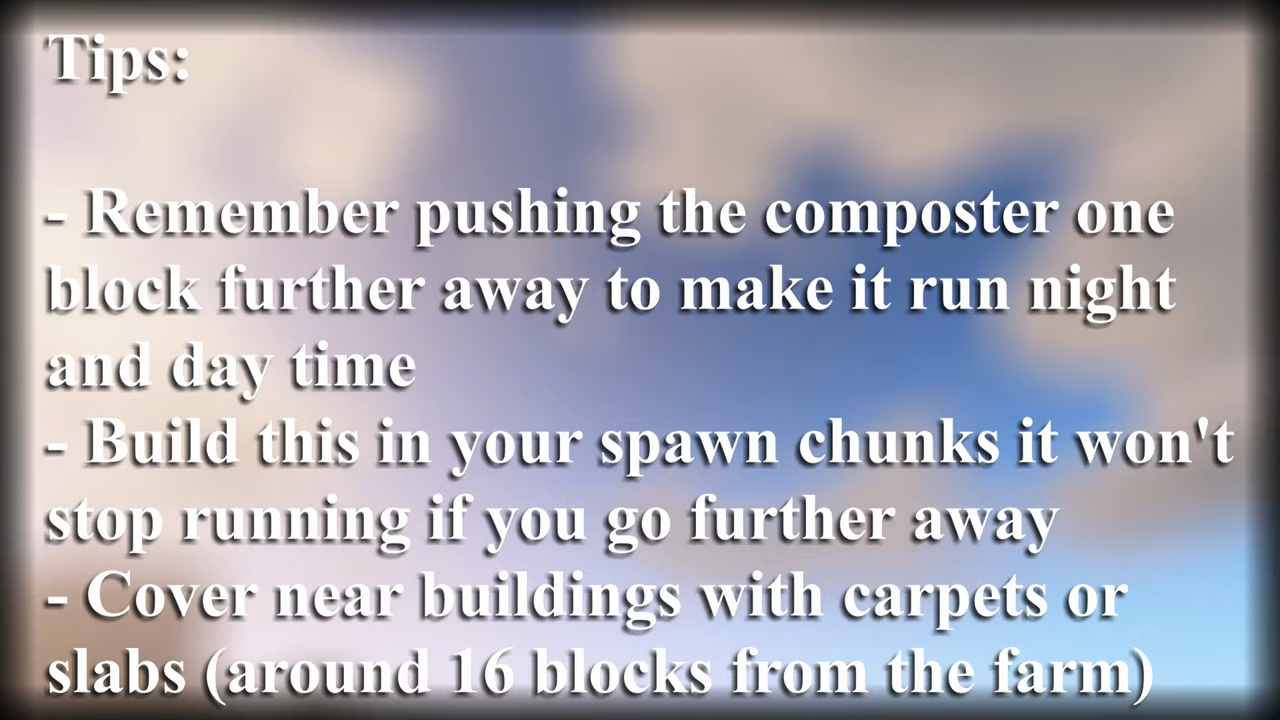 Tips:
- Remember pushing the composter one
block further away to make it run night
and day time
- Build this in your spawn chunks it won't
stop running if you go further away
- Cover near buildings with carpets or
slabs (around 16 blocks from the farm)